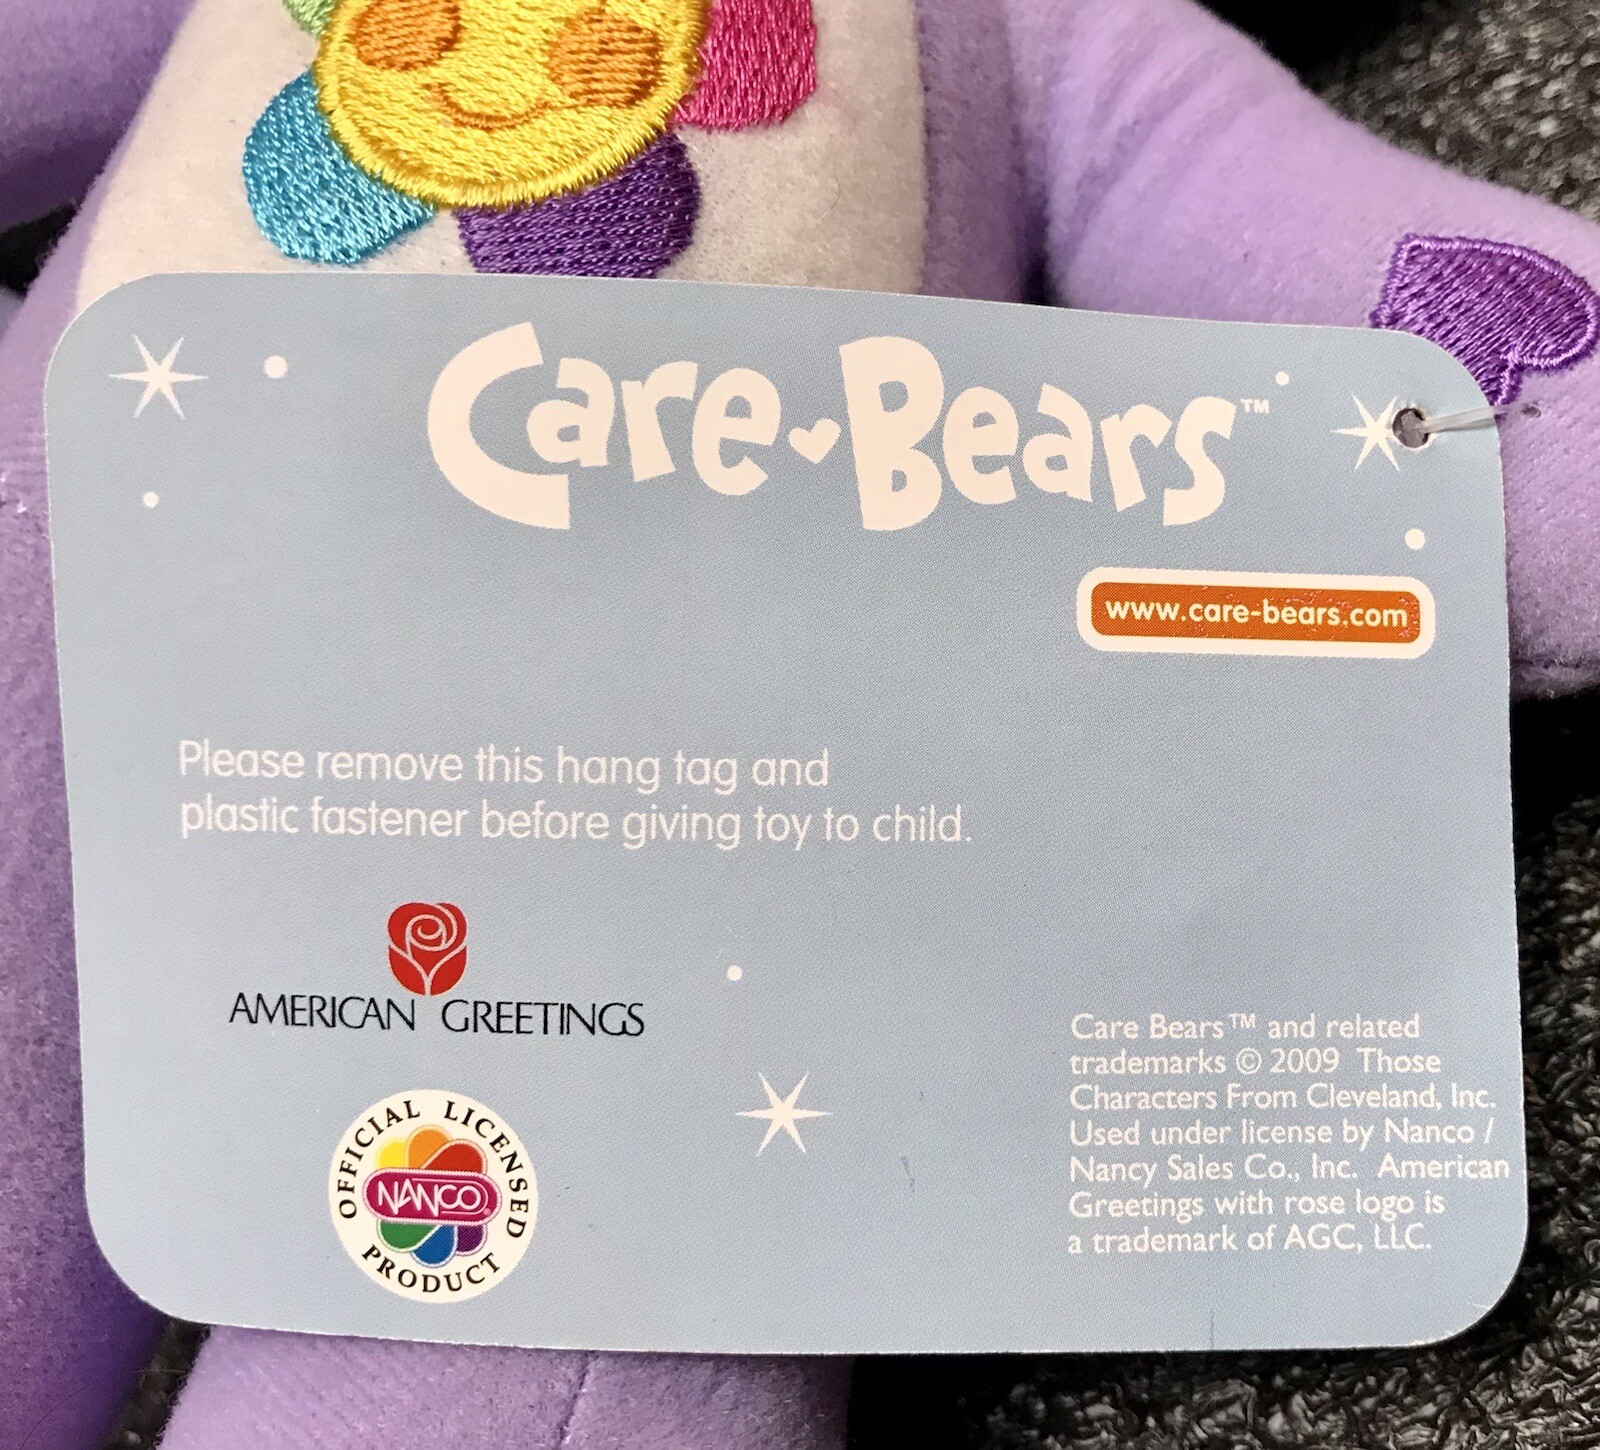 Care Bears™
www.care-bears.com
Please remove this hang tag and
plastic fastener before giving toy to child.
AMERICAN GREETINGS
OFFICIAL LICENSED
NANCO®
PRODUCT
Care Bears™ and related
trademarks © 2009 Those
Characters From Cleveland, Inc.
Used under license by Nanco /
Nancy Sales Co., Inc. American
Greetings with rose logo is
a trademark of AGC, LLC.